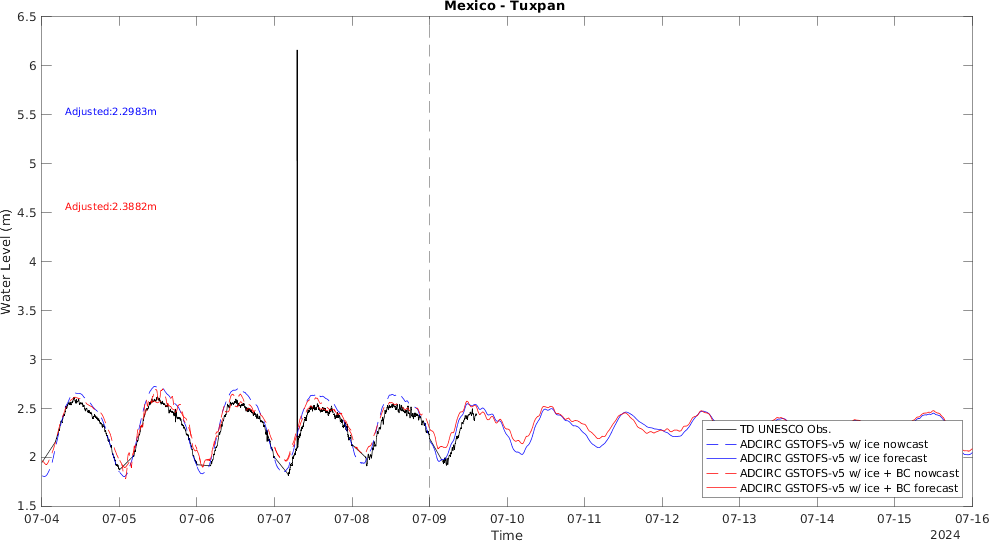 Mexico - Tuxpan
6.5
6
5.5
5
4.5
4
3.5
3
2.5
2
1.5
Water Level (m)
Adjusted:2.2983m
Adjusted:2.3882m
TD UNESCO Obs.
ADCIRC GSTOFS-v5 w/ ice nowcast
ADCIRC GSTOFS-v5 w/ ice forecast
ADCIRC GSTOFS-v5 w/ ice + BC nowcast
ADCIRC GSTOFS-v5 w/ ice + BC forecast
07-04 07-05 07-06 07-07 07-08 07-09 07-10 07-11 07-12 07-13 07-14 07-15 07-16
Time
2024